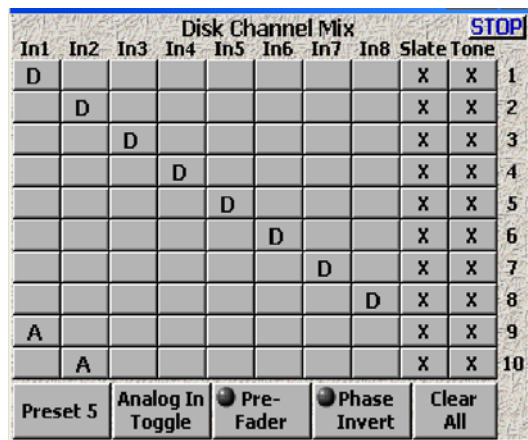 Disk Channel Mix STOP
In1 In2 In3 In4 In5 In6 In7 In8 Slate Tone
D X X 1
D X X 2
D X X 3
D X X 4
D X X 5
D X X 6
D X X 7
D X X 8
A X X 9
A X X 10
Preset 5
Analog In
Toggle
Pre-
Fader
Phase
Invert
Clear
All